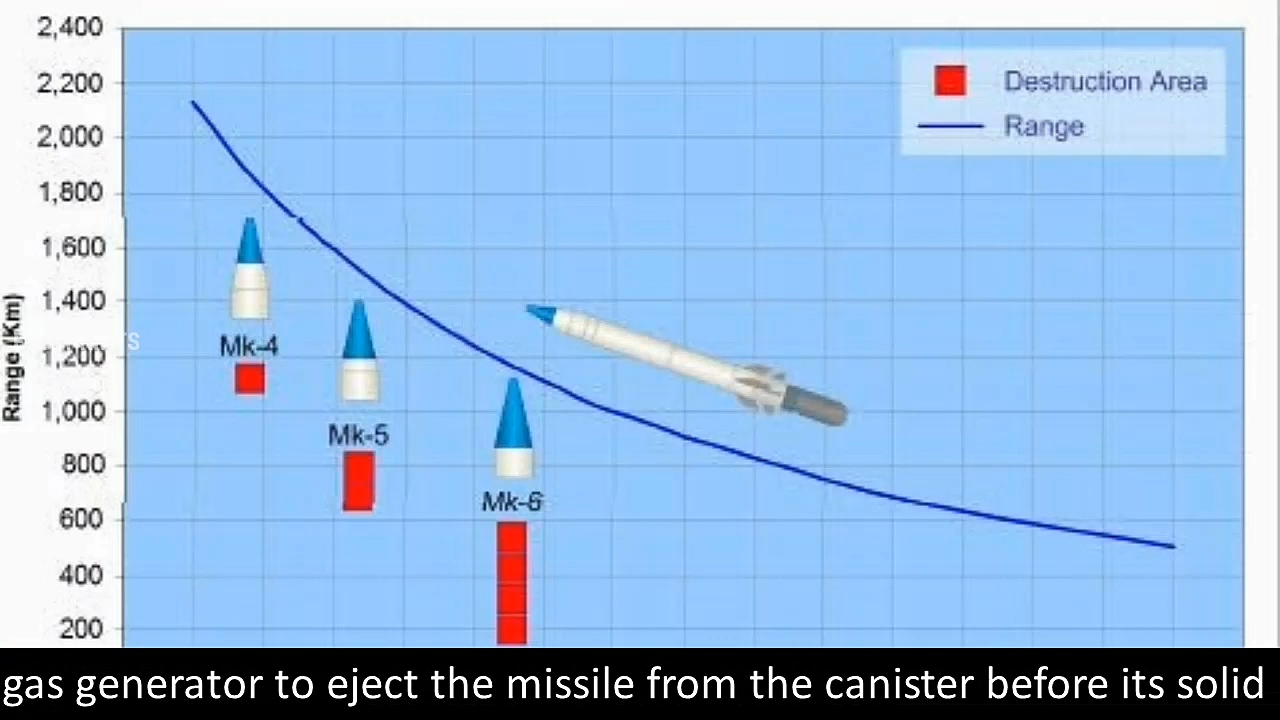 2,400
2,200
2,000
1,800
1,600
1,400
1,200
1,000
800
600
400
200
Range (Km)
Destruction Area
Range
Mk-4
Mk-5
Mk-6
gas generator to eject the missile from the canister before its solid